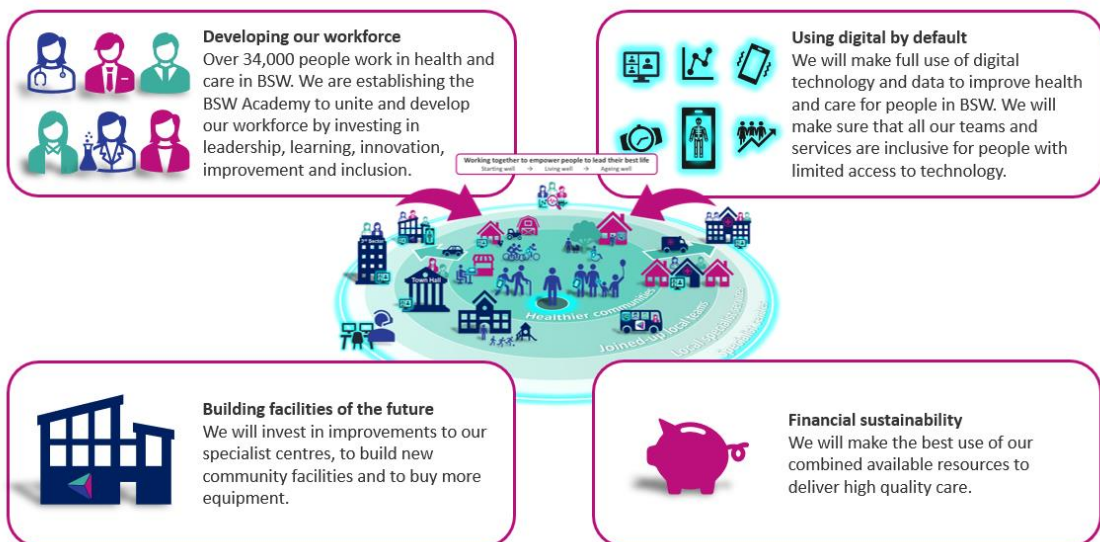 Developing our workforce
Over 34,000 people work in health and
care in BSW. We are establishing the
BSW Academy to unite and develop
our workforce by investing in
leadership, learning, innovation,
improvement and inclusion.
Using digital by default
We will make full use of digital
technology and data to improve health
and care for people in BSW. We will
make sure that all our teams and
services are inclusive for people with
limited access to technology.
Working together to empower people to lead their best life
Starting well → Living well → Ageing well
3rd Sector
Town Hall
Healthier communities
Joined-up local teams
Local specialist services
Specialist centres
Building facilities of the future
We will invest in improvements to our
specialist centres, to build new
community facilities and to buy more
equipment.
Financial sustainability
We will make the best use of our
combined available resources to
deliver high quality care.